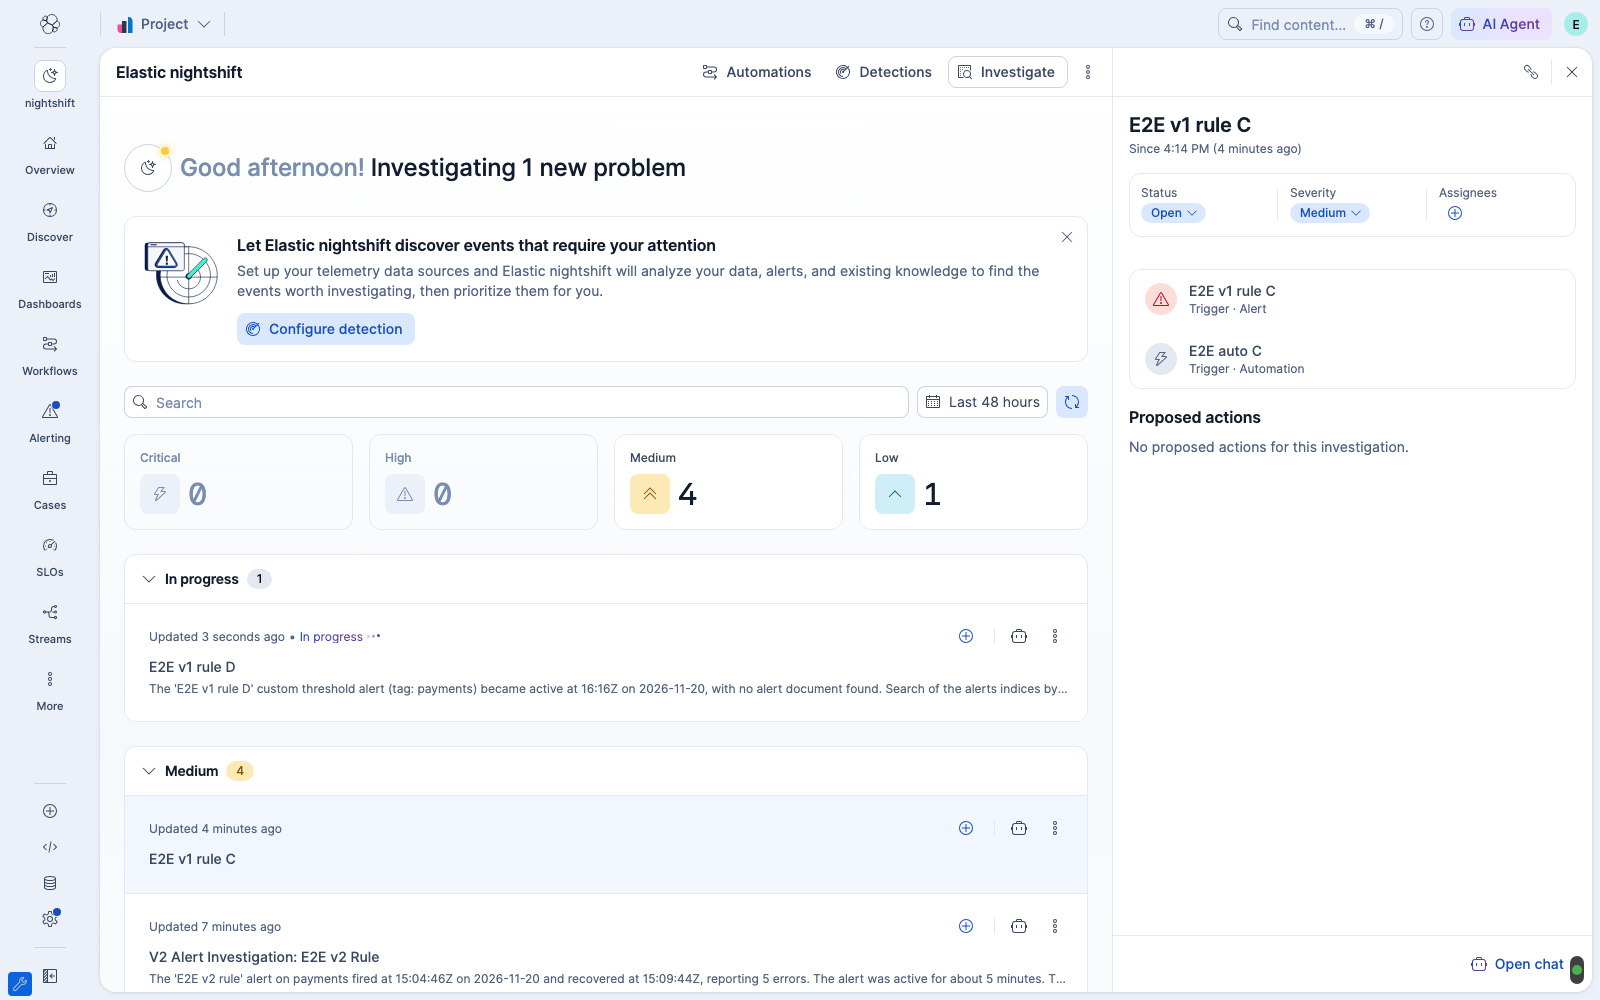 Project
Find content...
⌘ /
AI Agent
E
nightshift
Overview
Discover
Dashboards
Workflows
Alerting
Cases
SLOs
Streams
More
Elastic nightshift
Automations
Detections
Investigate
Good afternoon! Investigating 1 new problem
Let Elastic nightshift discover events that require your attention
Set up your telemetry data sources and Elastic nightshift will analyze your data, alerts, and existing knowledge to find the
events worth investigating, then prioritize them for you.
Configure detection
Search
Last 48 hours
Critical
0
High
0
Medium
4
Low
1
In progress 1
Updated 3 seconds ago • In progress
E2E v1 rule D
The 'E2E v1 rule D' custom threshold alert (tag: payments) became active at 16:16Z on 2026-11-20, with no alert document found. Search of the alerts indices by...
Medium 4
Updated 4 minutes ago
E2E v1 rule C
Updated 7 minutes ago
V2 Alert Investigation: E2E v2 Rule
The 'E2E v2 rule' alert on payments fired at 15:04:46Z on 2026-11-20 and recovered at 15:09:44Z, reporting 5 errors. The alert was active for about 5 minutes. T...
E2E v1 rule C
Since 4:14 PM (4 minutes ago)
Status
Open
Severity
Medium
Assignees
E2E v1 rule C
Trigger · Alert
E2E auto C
Trigger · Automation
Proposed actions
No proposed actions for this investigation.
Open chat